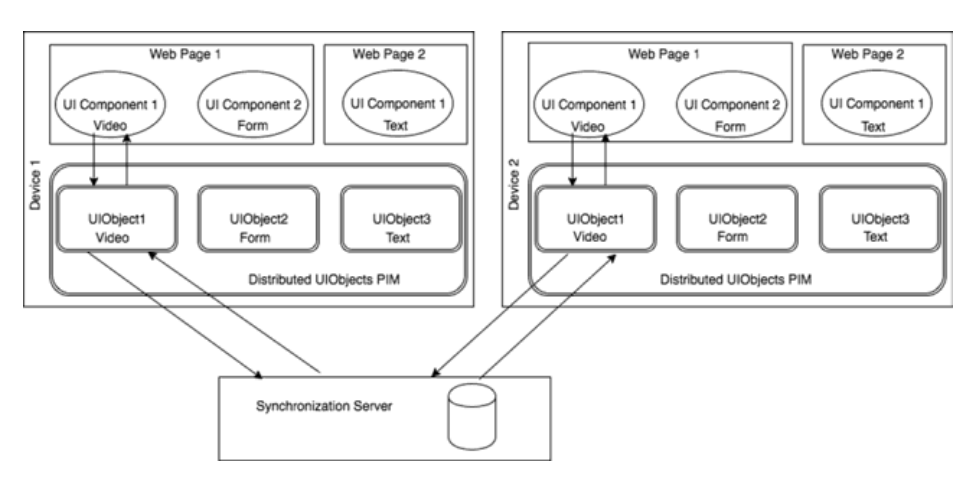 Device 1
Web Page 1
UI Component 1
Video
UI Component 2
Form
Web Page 2
UI Component 1
Text
UIObject1
Video
UIObject2
Form
UIObject3
Text
Distributed UIObjects PIM
Device 2
Web Page 1
UI Component 1
Video
UI Component 2
Form
Web Page 2
UI Component 1
Text
UIObject1
Video
UIObject2
Form
UIObject3
Text
Distributed UIObjects PIM
Synchronization Server